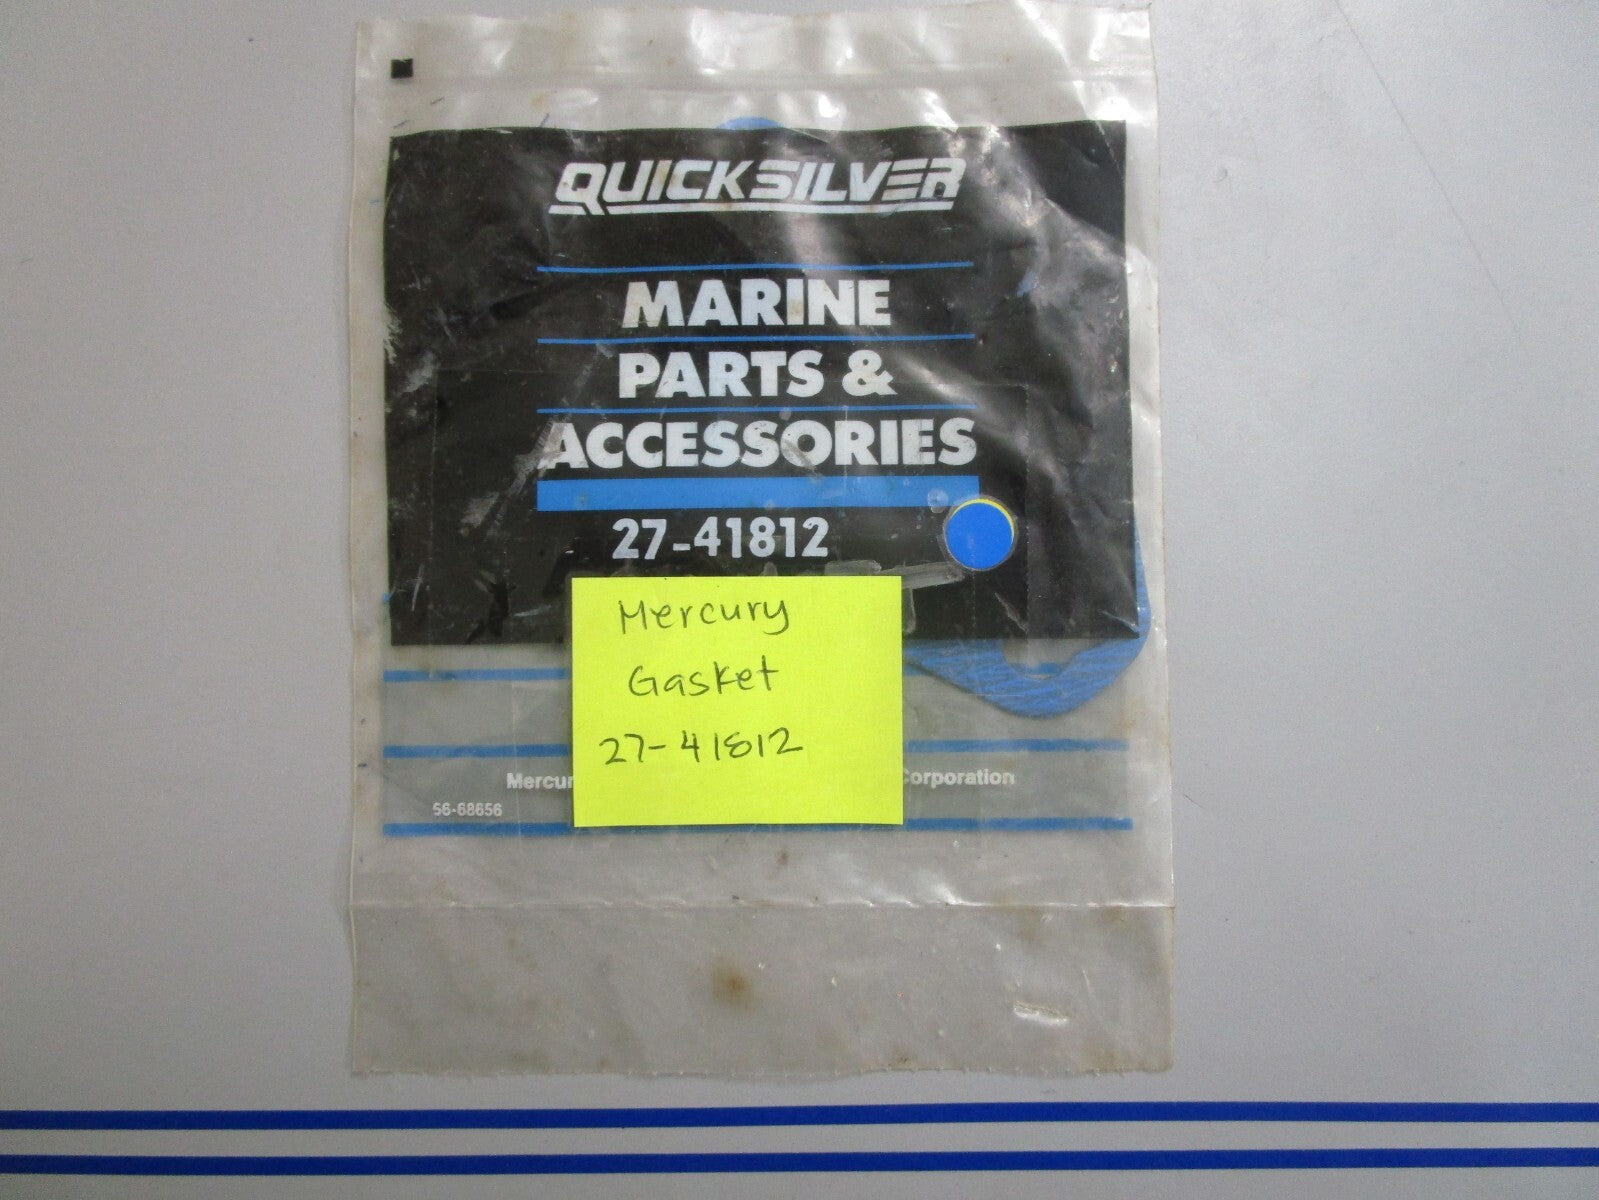 QUICKSILVER
MARINE
PARTS &
ACCESSORIES
27-41812
Mercury
Gasket
27-41812
Corporation
56-68656